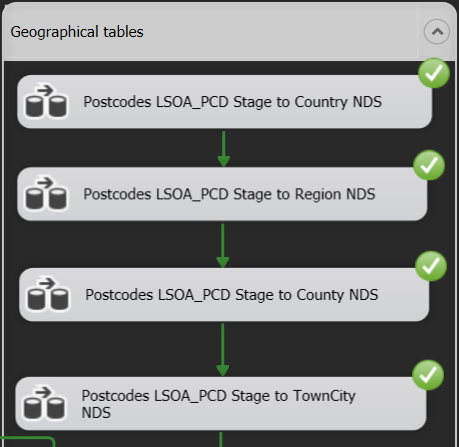 Geographical tables
Postcodes LSOA_PCD Stage to Country NDS
Postcodes LSOA_PCD Stage to Region NDS
Postcodes LSOA_PCD Stage to County NDS
Postcodes LSOA_PCD Stage to TownCity
NDS